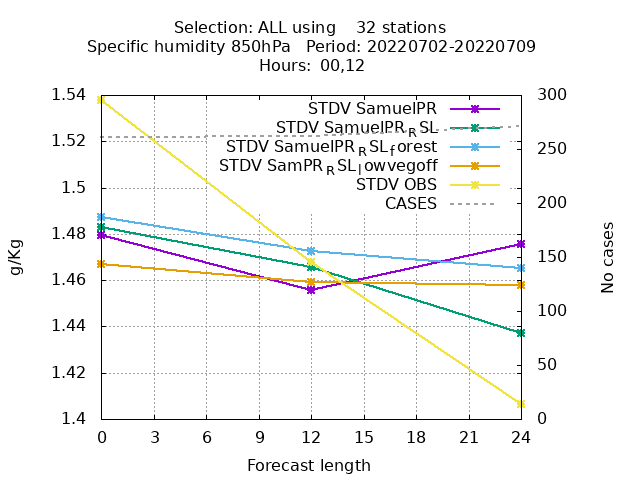 Selection: ALL using    32 stations
Specific humidity 850hPa   Period: 20220702-20220709
Hours: 00,12
STDV SamuelPR
STDV SamuelPR_RSL
STDV SamuelPR_RSL_forest
STDV SamPR_RSL_lowvegoff
STDV OBS
CASES
1.54
1.52
1.5
1.48
1.46
1.44
1.42
1.4
300
250
200
150
100
50
0
g/Kg
No cases
0 3 6 9 12 15 18 21 24
Forecast length